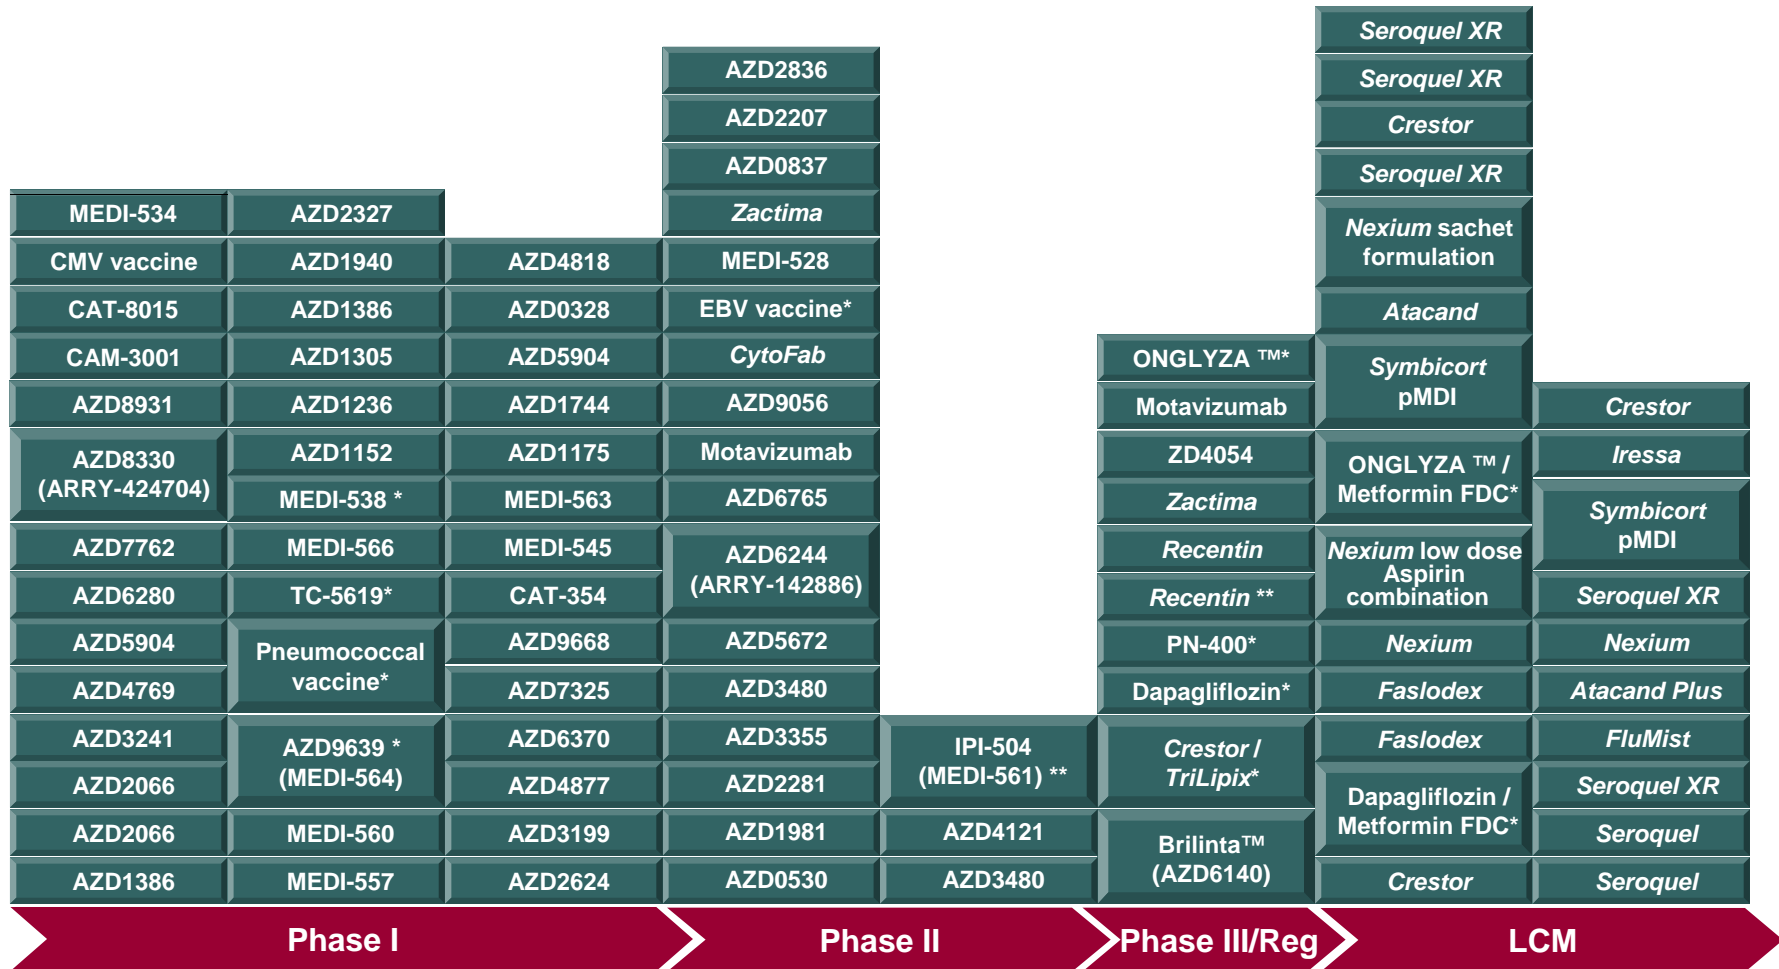 MEDI-534
CMV vaccine
CAT-8015
CAM-3001
AZD8931
AZD8330
(ARRY-424704)
AZD7762
AZD6280
AZD5904
AZD4769
AZD3241
AZD2066
AZD2066
AZD1386
AZD2327
AZD1940
AZD1386
AZD1305
AZD1236
AZD1152
MEDI-538 *
MEDI-566
TC-5619*
Pneumococcal
vaccine*
AZD9639 *
(MEDI-564)
MEDI-560
MEDI-557
AZD4818
AZD0328
AZD5904
AZD1744
AZD1175
MEDI-563
MEDI-545
CAT-354
AZD9668
AZD7325
AZD6370
AZD4877
AZD3199
AZD2624
AZD2836
AZD2207
AZD0837
Zactima
MEDI-528
EBV vaccine*
CytoFab
AZD9056
Motavizumab
AZD6765
AZD6244
(ARRY-142886)
AZD5672
AZD3480
AZD3355
AZD2281
AZD1981
AZD0530
IPI-504
(MEDI-561) **
AZD4121
AZD3480
ONGLYZA ™*
Motavizumab
ZD4054
Zactima
Recentin
Recentin **
PN-400*
Dapagliflozin*
Crestor /
TriLipix*
Brilinta™
(AZD6140)
Seroquel XR
Seroquel XR
Crestor
Seroquel XR
Nexium sachet
formulation
Atacand
Symbicort
pMDI
ONGLYZA ™ /
Metformin FDC*
Nexium low dose
Aspirin
combination
Nexium
Faslodex
Faslodex
Dapagliflozin /
Metformin FDC*
Crestor
Crestor
Iressa
Symbicort
pMDI
Seroquel XR
Nexium
Atacand Plus
FluMist
Seroquel XR
Seroquel
Seroquel
Phase I
Phase II
Phase III/Reg
LCM